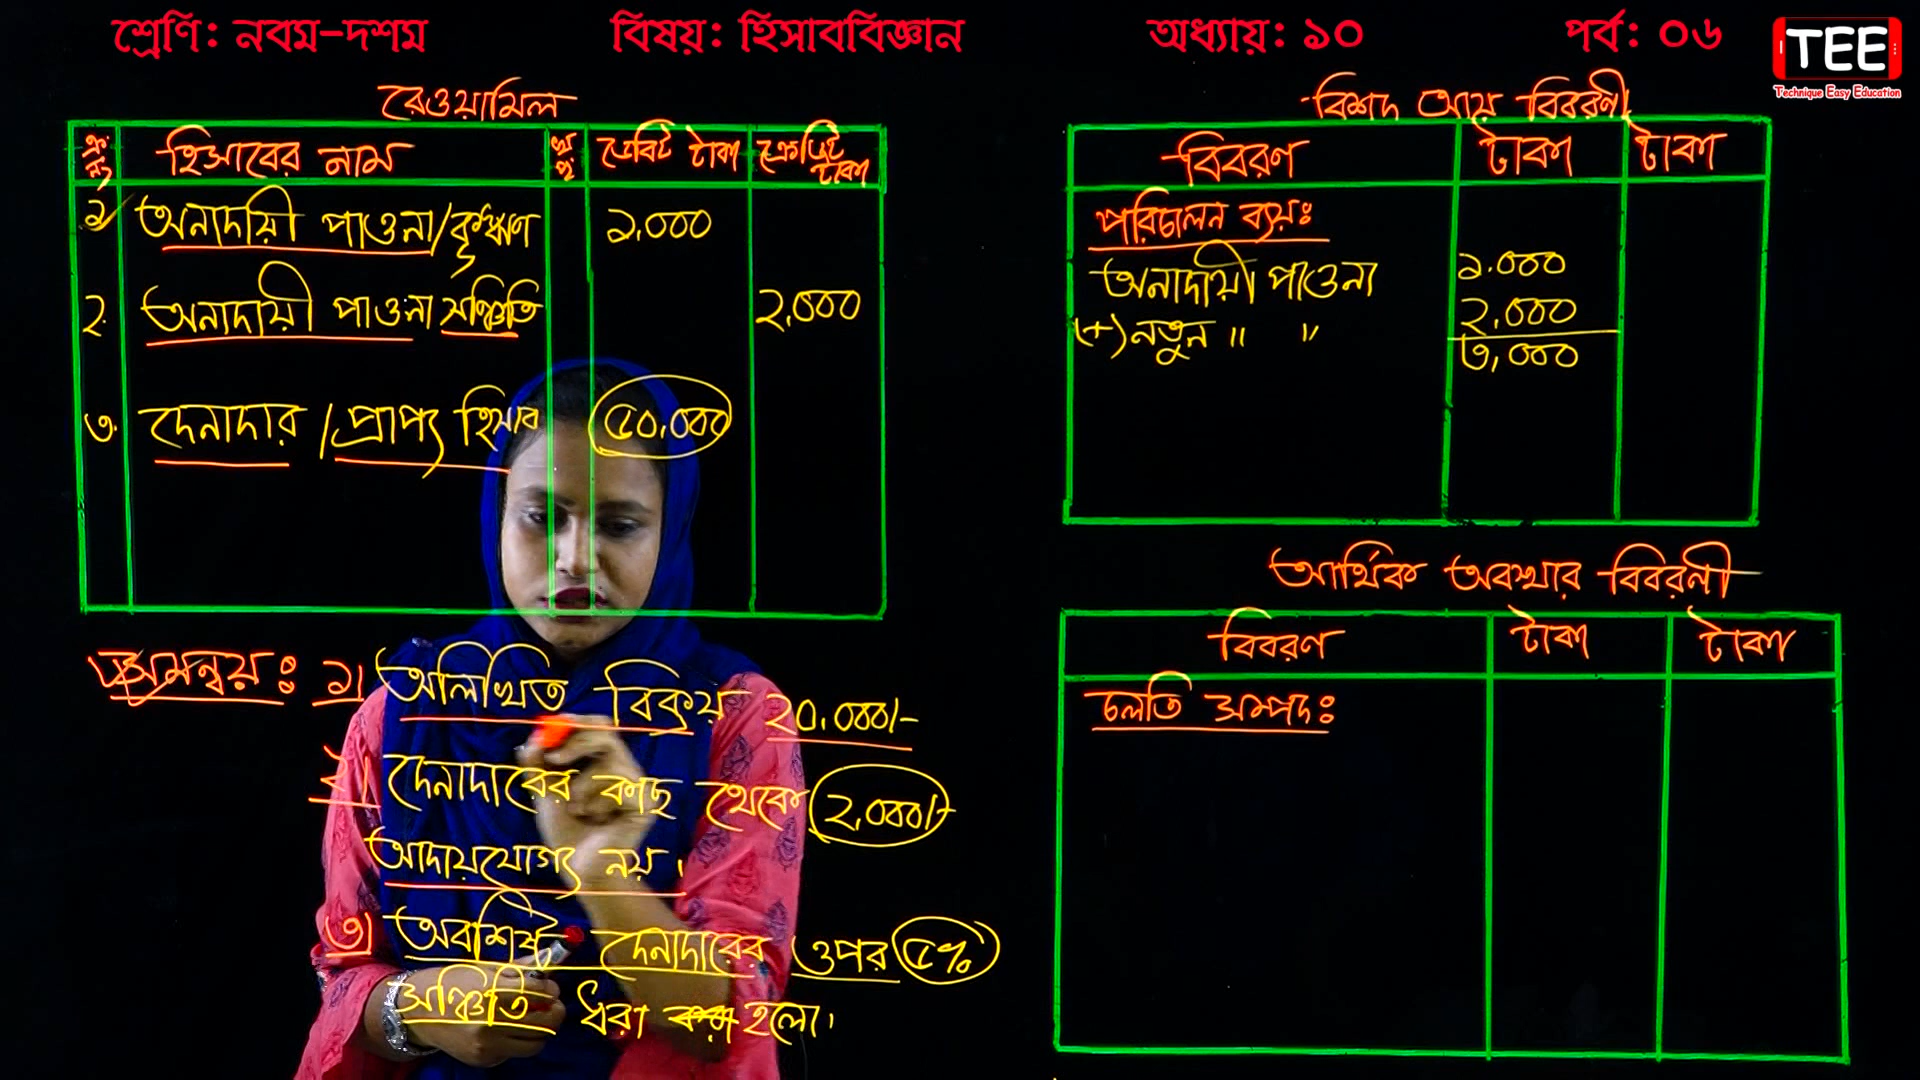 শ্রেণি: নবম-দশম
বিষয়: হিসাববিজ্ঞান
অধ্যায়: ১০
পর্ব: ০৬
TEE
Technique Easy Education
রেওয়ামিল
ক্র: নং হিসাবের নাম খ: পৃ: ডেবিট টাকা ক্রেডিট টাকা
১ অনাদায়ী পাওনা/কুঋণ ১,০০০
২. অনাদায়ী পাওনা সঞ্চিতি ২,০০০
৩. দেনাদার / প্রাপ্য হিসাব ৫০,০০০
সমন্বয়ঃ ১। অলিখিত বিক্রয় ২০,০০০/-
২। দেনাদারের কাছ থেকে ২,০০০/-
আদায়যোগ্য নয়।
৩। অবশিষ্ট দেনাদারের ওপর ৫%
সঞ্চিতি ধরা হলো।
বিশদ আয় বিবরণী
বিবরণ টাকা টাকা
পরিচালন ব্যয়ঃ
অনাদায়ী পাওনা ১.০০০
(+) নতুন " " ২,০০০
৩,০০০
আর্থিক অবস্থার বিবরণী
বিবরণ টাকা টাকা
চলতি সম্পদঃ